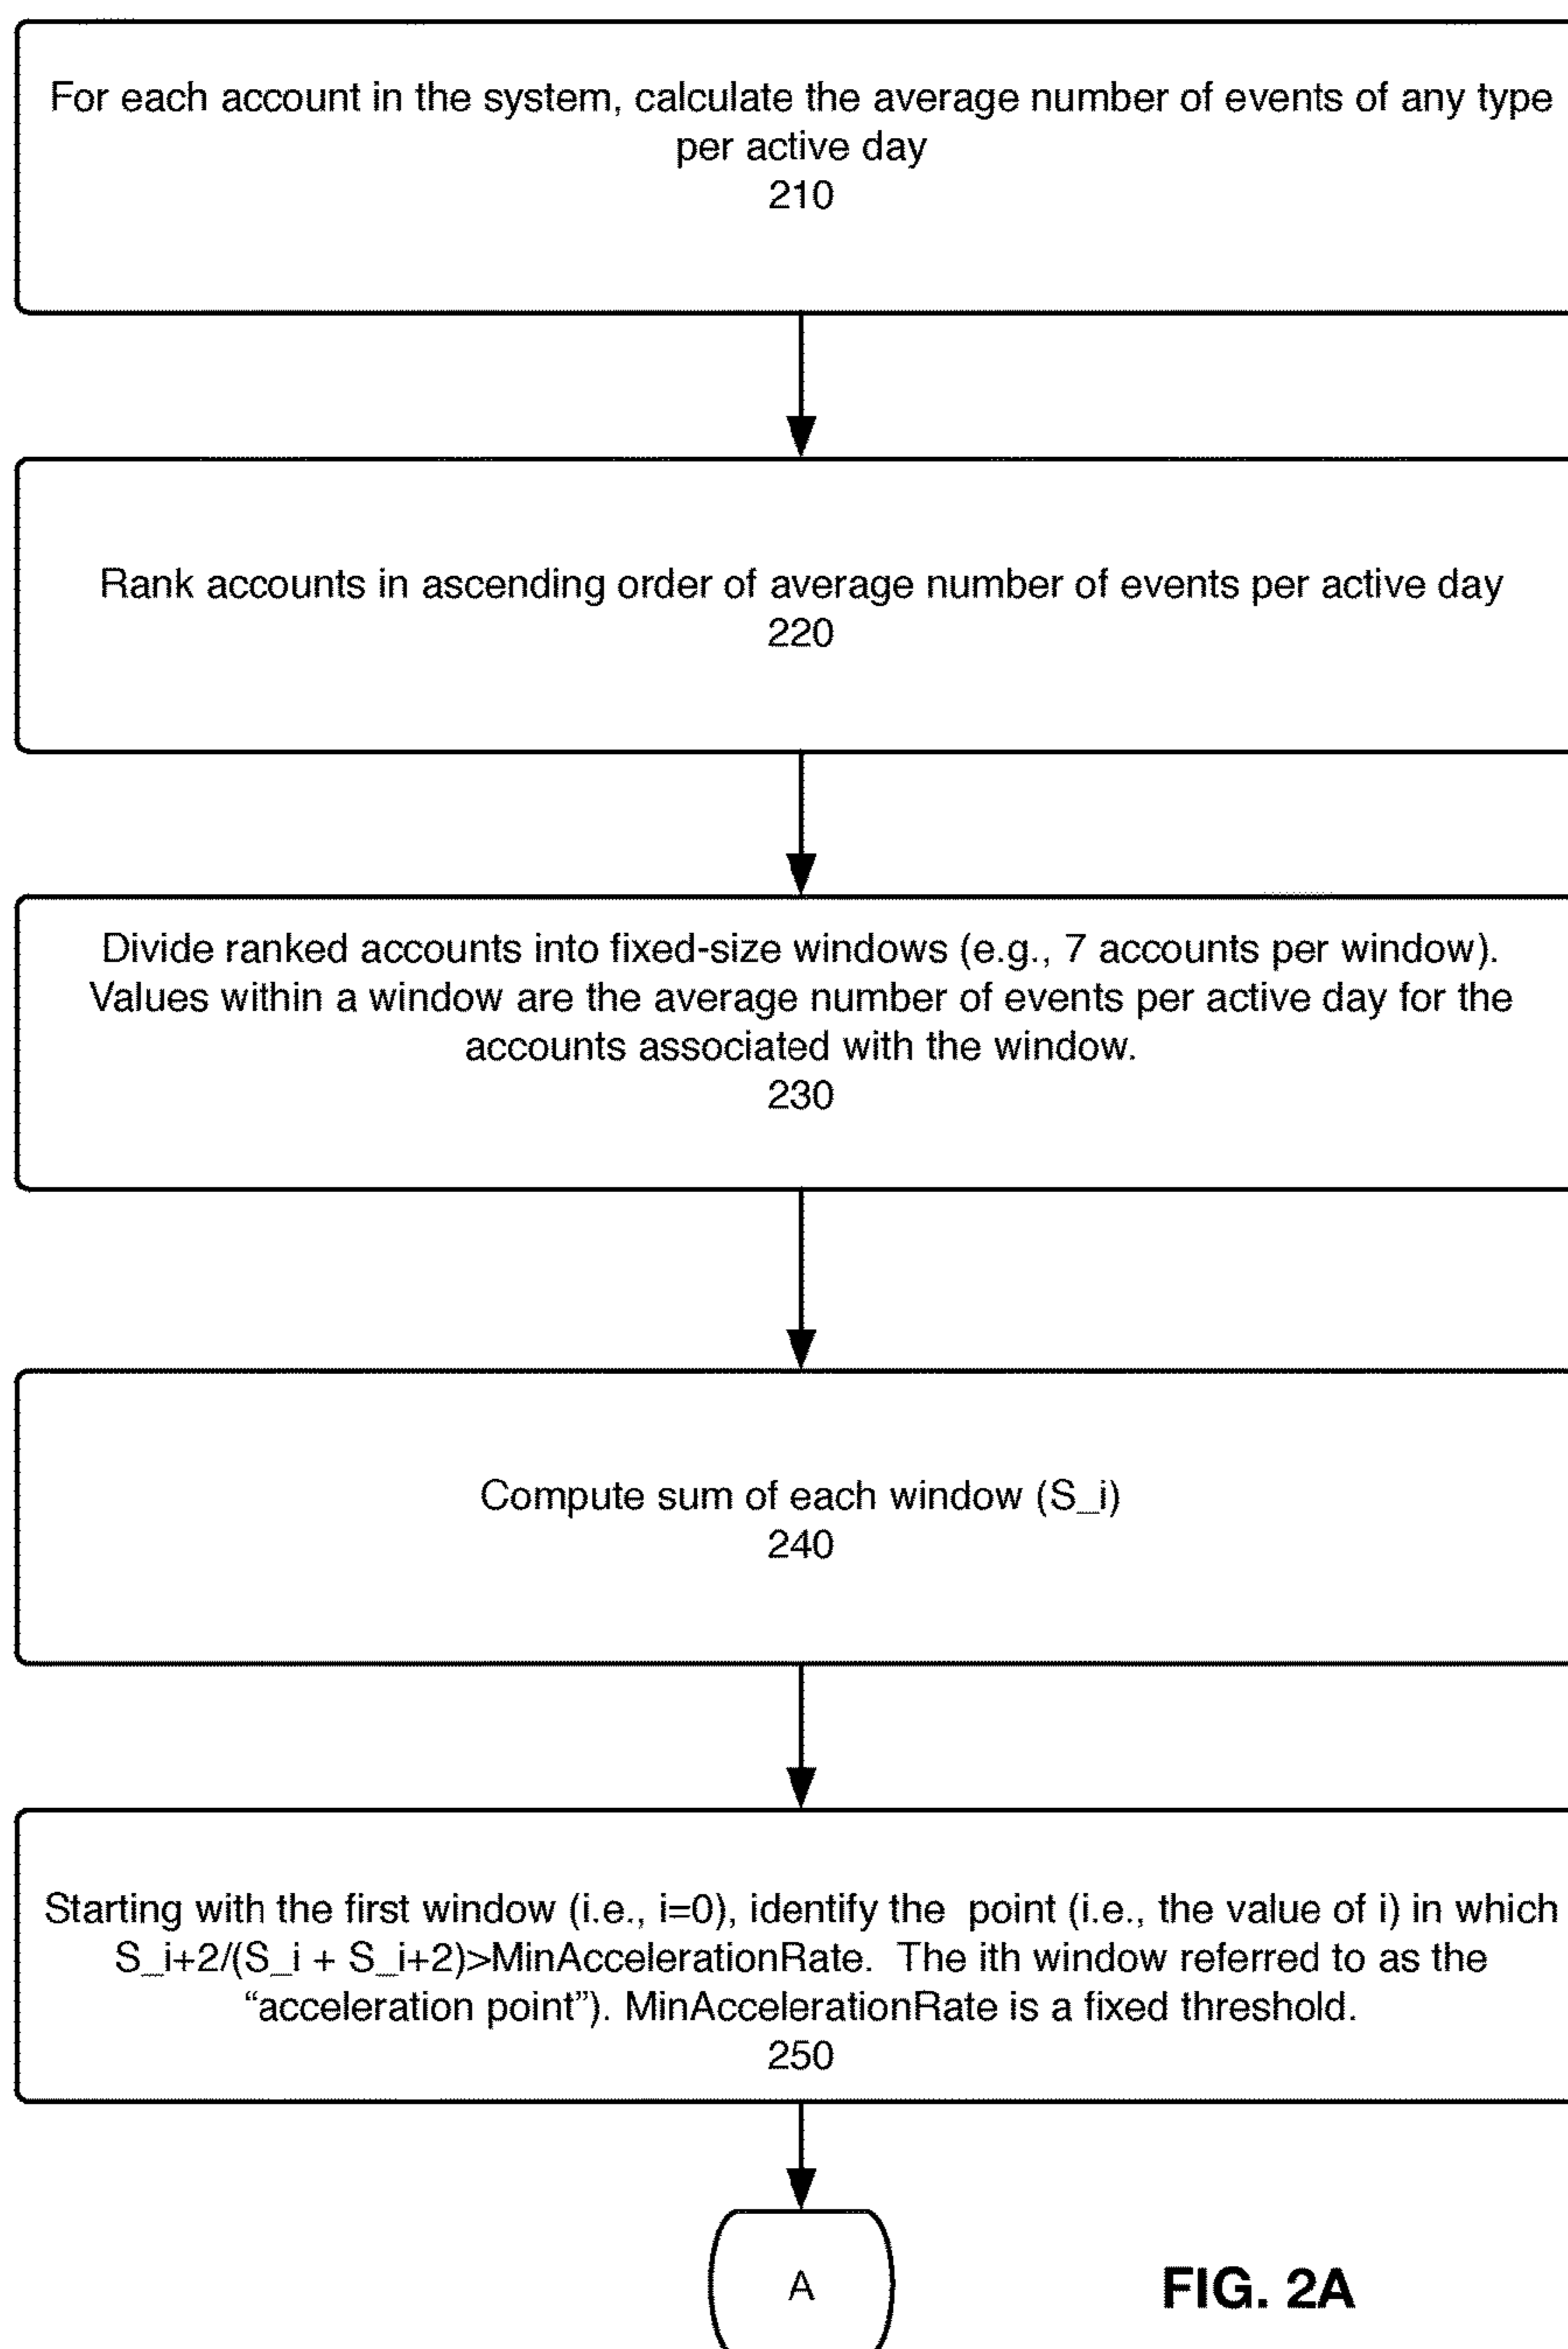 For each account in the system, calculate the average number of events of any type
per active day
210
Rank accounts in ascending order of average number of events per active day
220
Divide ranked accounts into fixed-size windows (e.g., 7 accounts per window).
Values within a window are the average number of events per active day for the
accounts associated with the window.
230
Compute sum of each window (S_i)
240
Starting with the first window (i.e., i=0), identify the  point (i.e., the value of i) in which
S_i+2/(S_i + S_i+2)>MinAccelerationRate.  The ith window referred to as the
“acceleration point”). MinAccelerationRate is a fixed threshold.
250
A
FIG. 2A